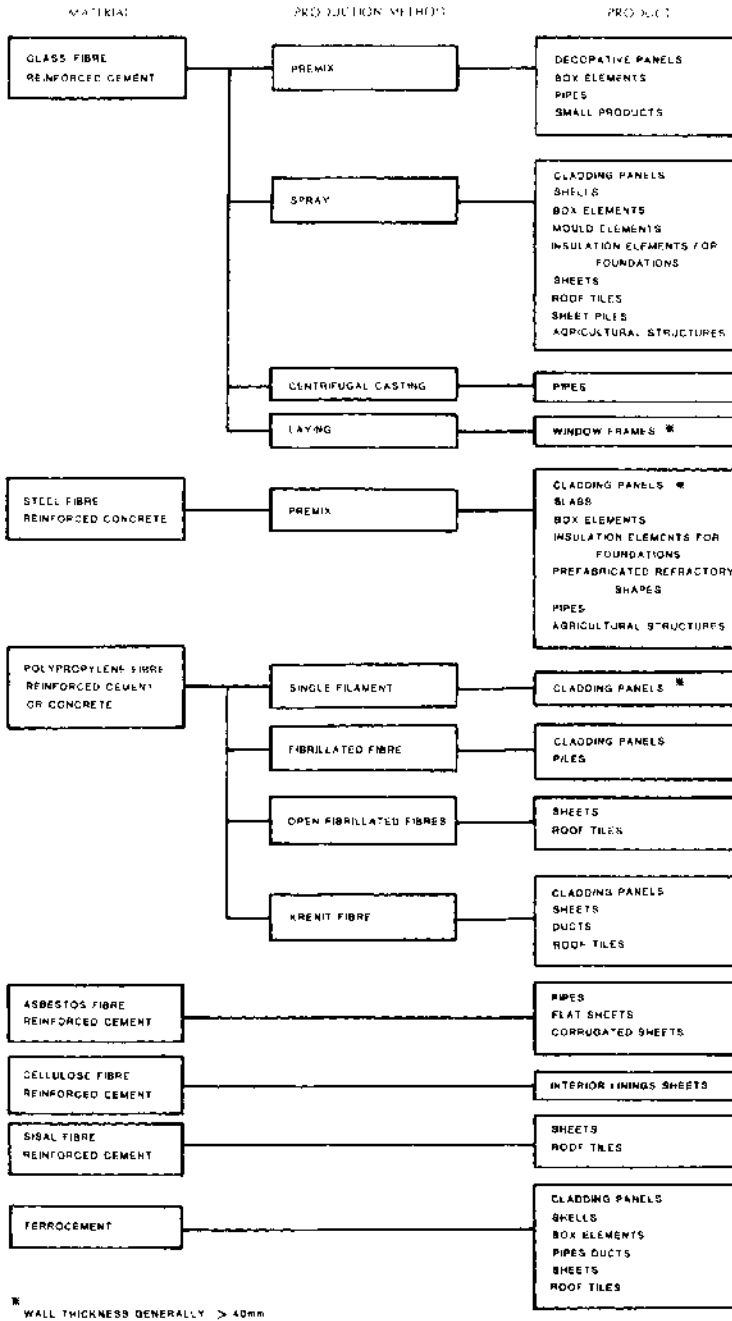 MATERIAL PRODUCTION METHOD PRODUCT
GLASS FIBRE
REINFORCED CEMENT
PREMIX
DECORATIVE PANELS
BOX ELEMENTS
PIPES
SMALL PRODUCTS
SPRAY
CLADDING PANELS
SHELLS
BOX ELEMENTS
MOULD ELEMENTS
INSULATION ELEMENTS FOR
FOUNDATIONS
SHEETS
ROOF TILES
SHEET PILES
AGRICULTURAL STRUCTURES
CENTRIFUGAL CASTING
PIPES
LAYING
WINDOW FRAMES *
STEEL FIBRE
REINFORCED CONCRETE
PREMIX
CLADDING PANELS *
SLABS
BOX ELEMENTS
INSULATION ELEMENTS FOR
FOUNDATIONS
PREFABRICATED REFRACTORY
SHAPES
PIPES
AGRICULTURAL STRUCTURES
POLYPROPYLENE FIBRE
REINFORCED CEMENT
OR CONCRETE
SINGLE FILAMENT
CLADDING PANELS *
FIBRILLATED FIBRE
CLADDING PANELS
PILES
OPEN FIBRILLATED FIBRES
SHEETS
ROOF TILES
KRENIT FIBRE
CLADDING PANELS
SHEETS
DUCTS
ROOF TILES
ASBESTOS FIBRE
REINFORCED CEMENT
PIPES
FLAT SHEETS
CORRUGATED SHEETS
CELLULOSE FIBRE
REINFORCED CEMENT
INTERIOR LININGS SHEETS
SISAL FIBRE
REINFORCED CEMENT
SHEETS
ROOF TILES
FERROCEMENT
CLADDING PANELS
SHELLS
BOX ELEMENTS
PIPES DUCTS
SHEETS
ROOF TILES
* WALL THICKNESS GENERALLY > 40mm